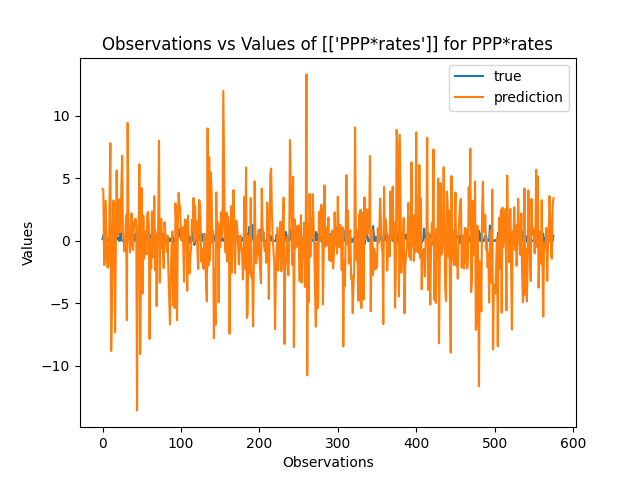 Observations vs Values of [['PPP*rates']] for PPP*rates
true
prediction
10
5
0
−5
−10
Values
0
100
200
300
400
500
600
Observations